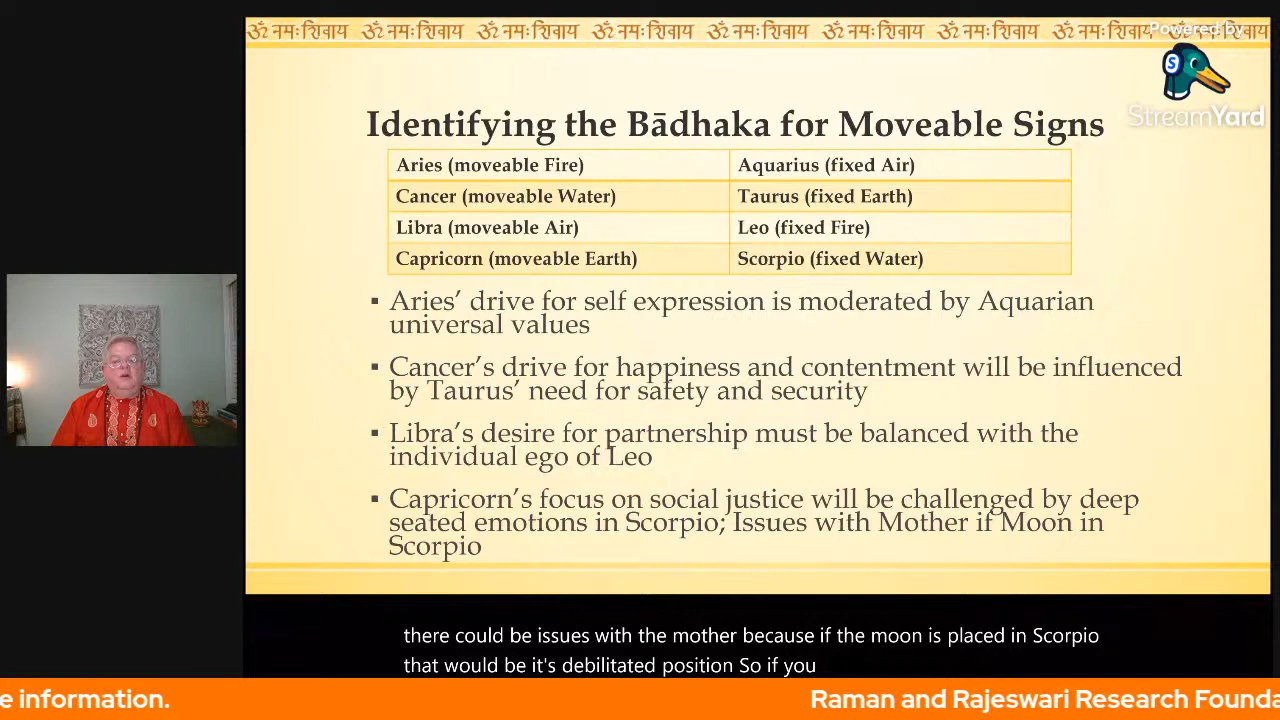 ॐ नमःशिवाय ॐ नमःशिवाय ॐ नमःशिवाय ॐ नमःशिवाय ॐ नमःशिवाय ॐ नमःशिवाय ॐ नमःशिवाय ॐ नमःशिवाय ॐ नमःशिवाय
Powered by
S
StreamYard
Identifying the Bādhaka for Moveable Signs
Aries (moveable Fire) Aquarius (fixed Air)
Cancer (moveable Water) Taurus (fixed Earth)
Libra (moveable Air) Leo (fixed Fire)
Capricorn (moveable Earth) Scorpio (fixed Water)
▪ Aries’ drive for self expression is moderated by Aquarian
universal values
▪ Cancer’s drive for happiness and contentment will be influenced
by Taurus’ need for safety and security
▪ Libra’s desire for partnership must be balanced with the
individual ego of Leo
▪ Capricorn’s focus on social justice will be challenged by deep
seated emotions in Scorpio; Issues with Mother if Moon in
Scorpio
there could be issues with the mother because if the moon is placed in Scorpio
that would be it's debilitated position So if you
e information. Raman and Rajeswari Research Founda